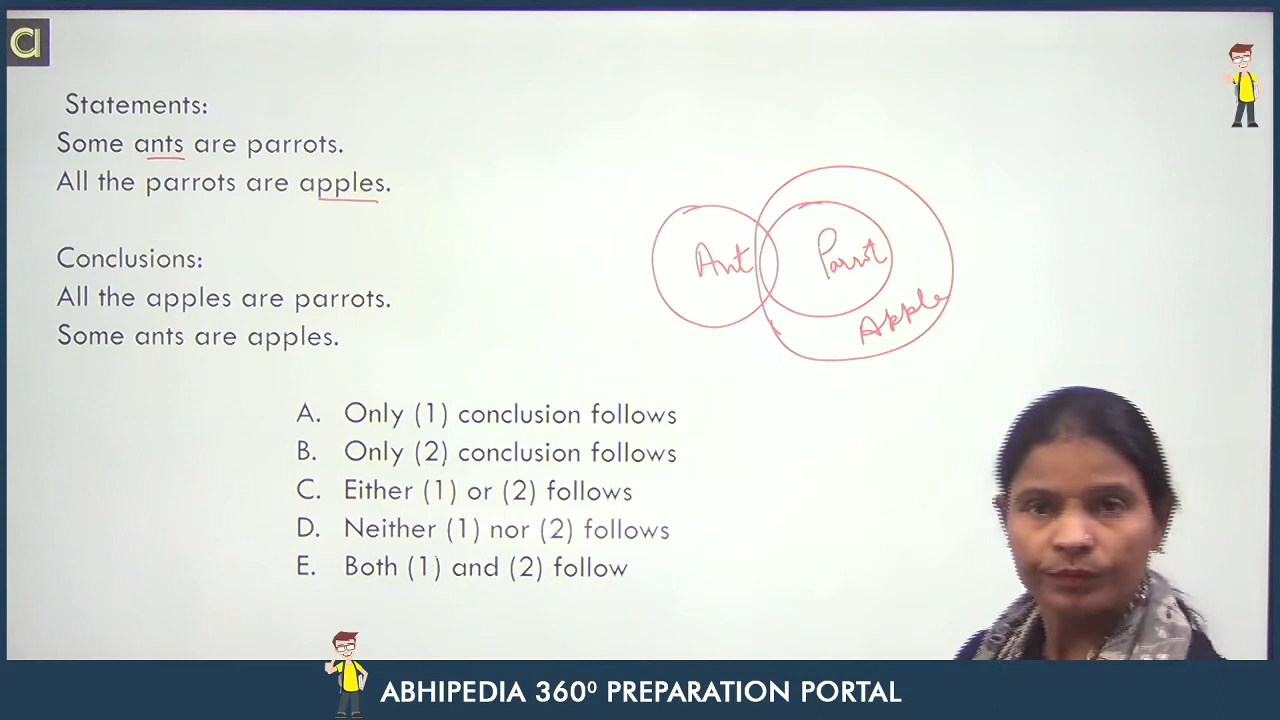 a
Statements:
Some ants are parrots.
All the parrots are apples.
Conclusions:
All the apples are parrots.
Some ants are apples.
Ant
Parrot
Apple
A. Only (1) conclusion follows
B. Only (2) conclusion follows
C. Either (1) or (2) follows
D. Neither (1) nor (2) follows
E. Both (1) and (2) follow
ABHIPEDIA 360⁰ PREPARATION PORTAL